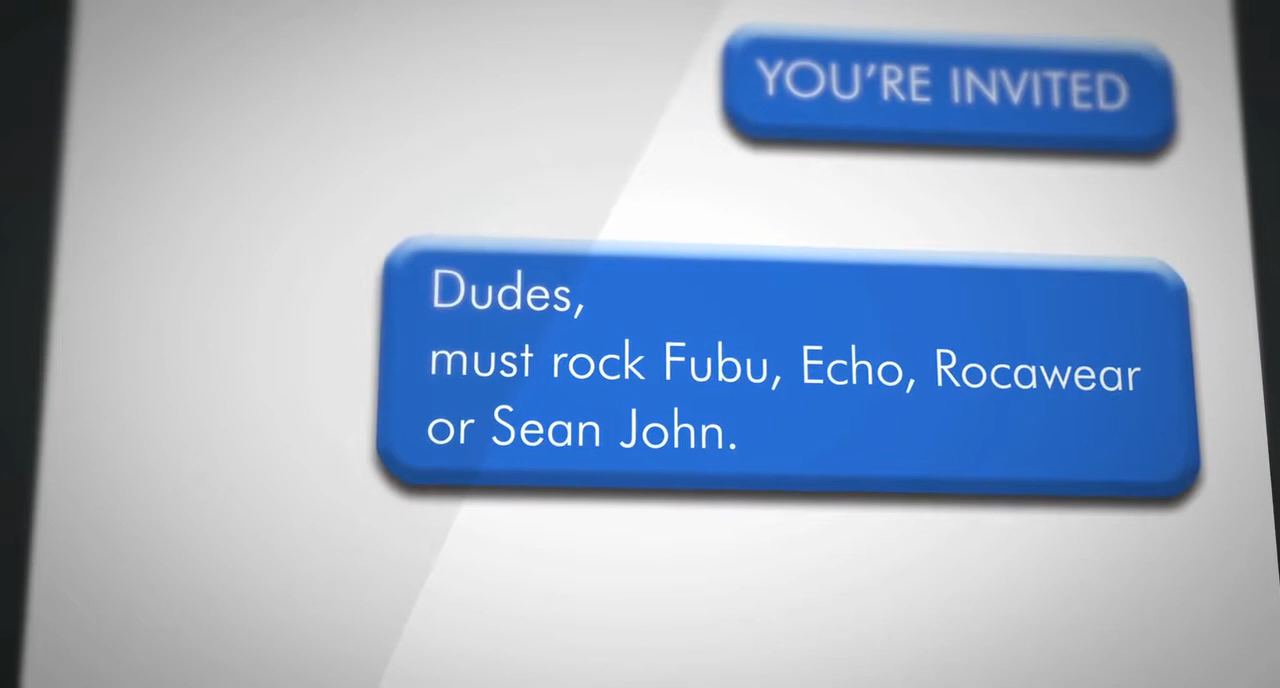 YOU'RE INVITED
Dudes,
must rock Fubu, Echo, Rocawear
or Sean John.